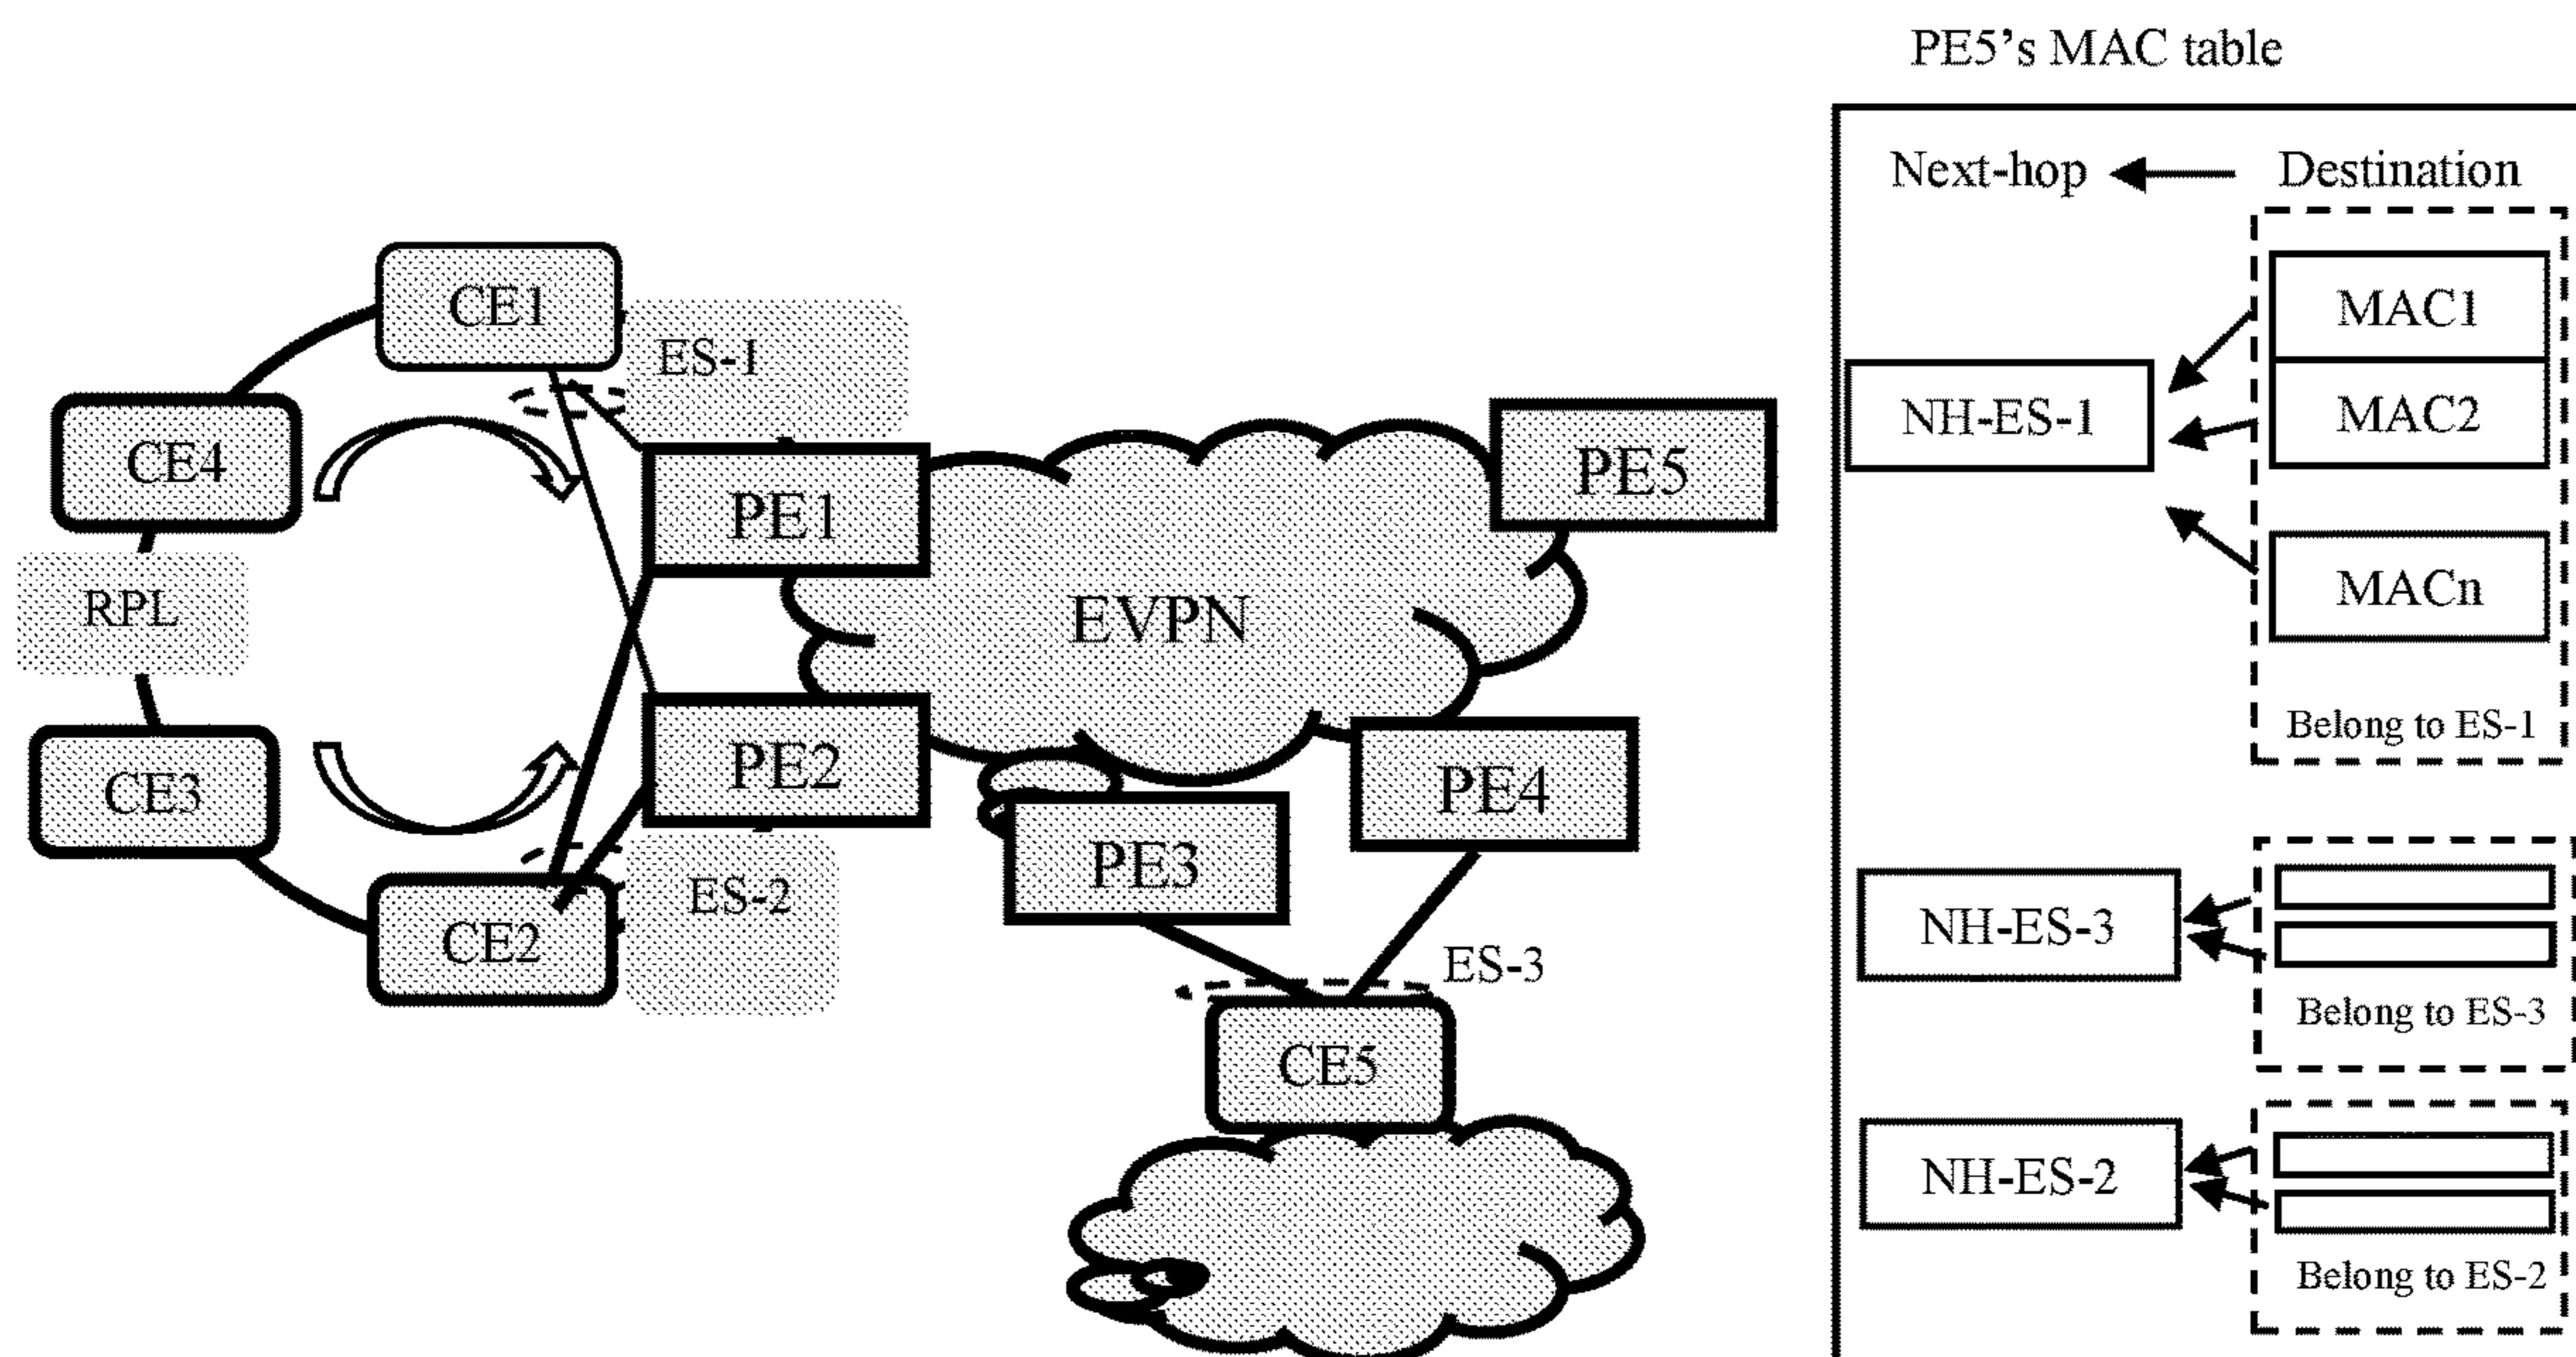 CE1
ES-1
CE4
PE1
PE5
RPL
EVPN
CE3
PE2
PE4
PE3
ES-2
CE2
ES-3
CE5
PE5's MAC table
Next-hop Destination
MAC1
NH-ES-1 MAC2
MACn
Belong to ES-1
NH-ES-3
Belong to ES-3
NH-ES-2
Belong to ES-2